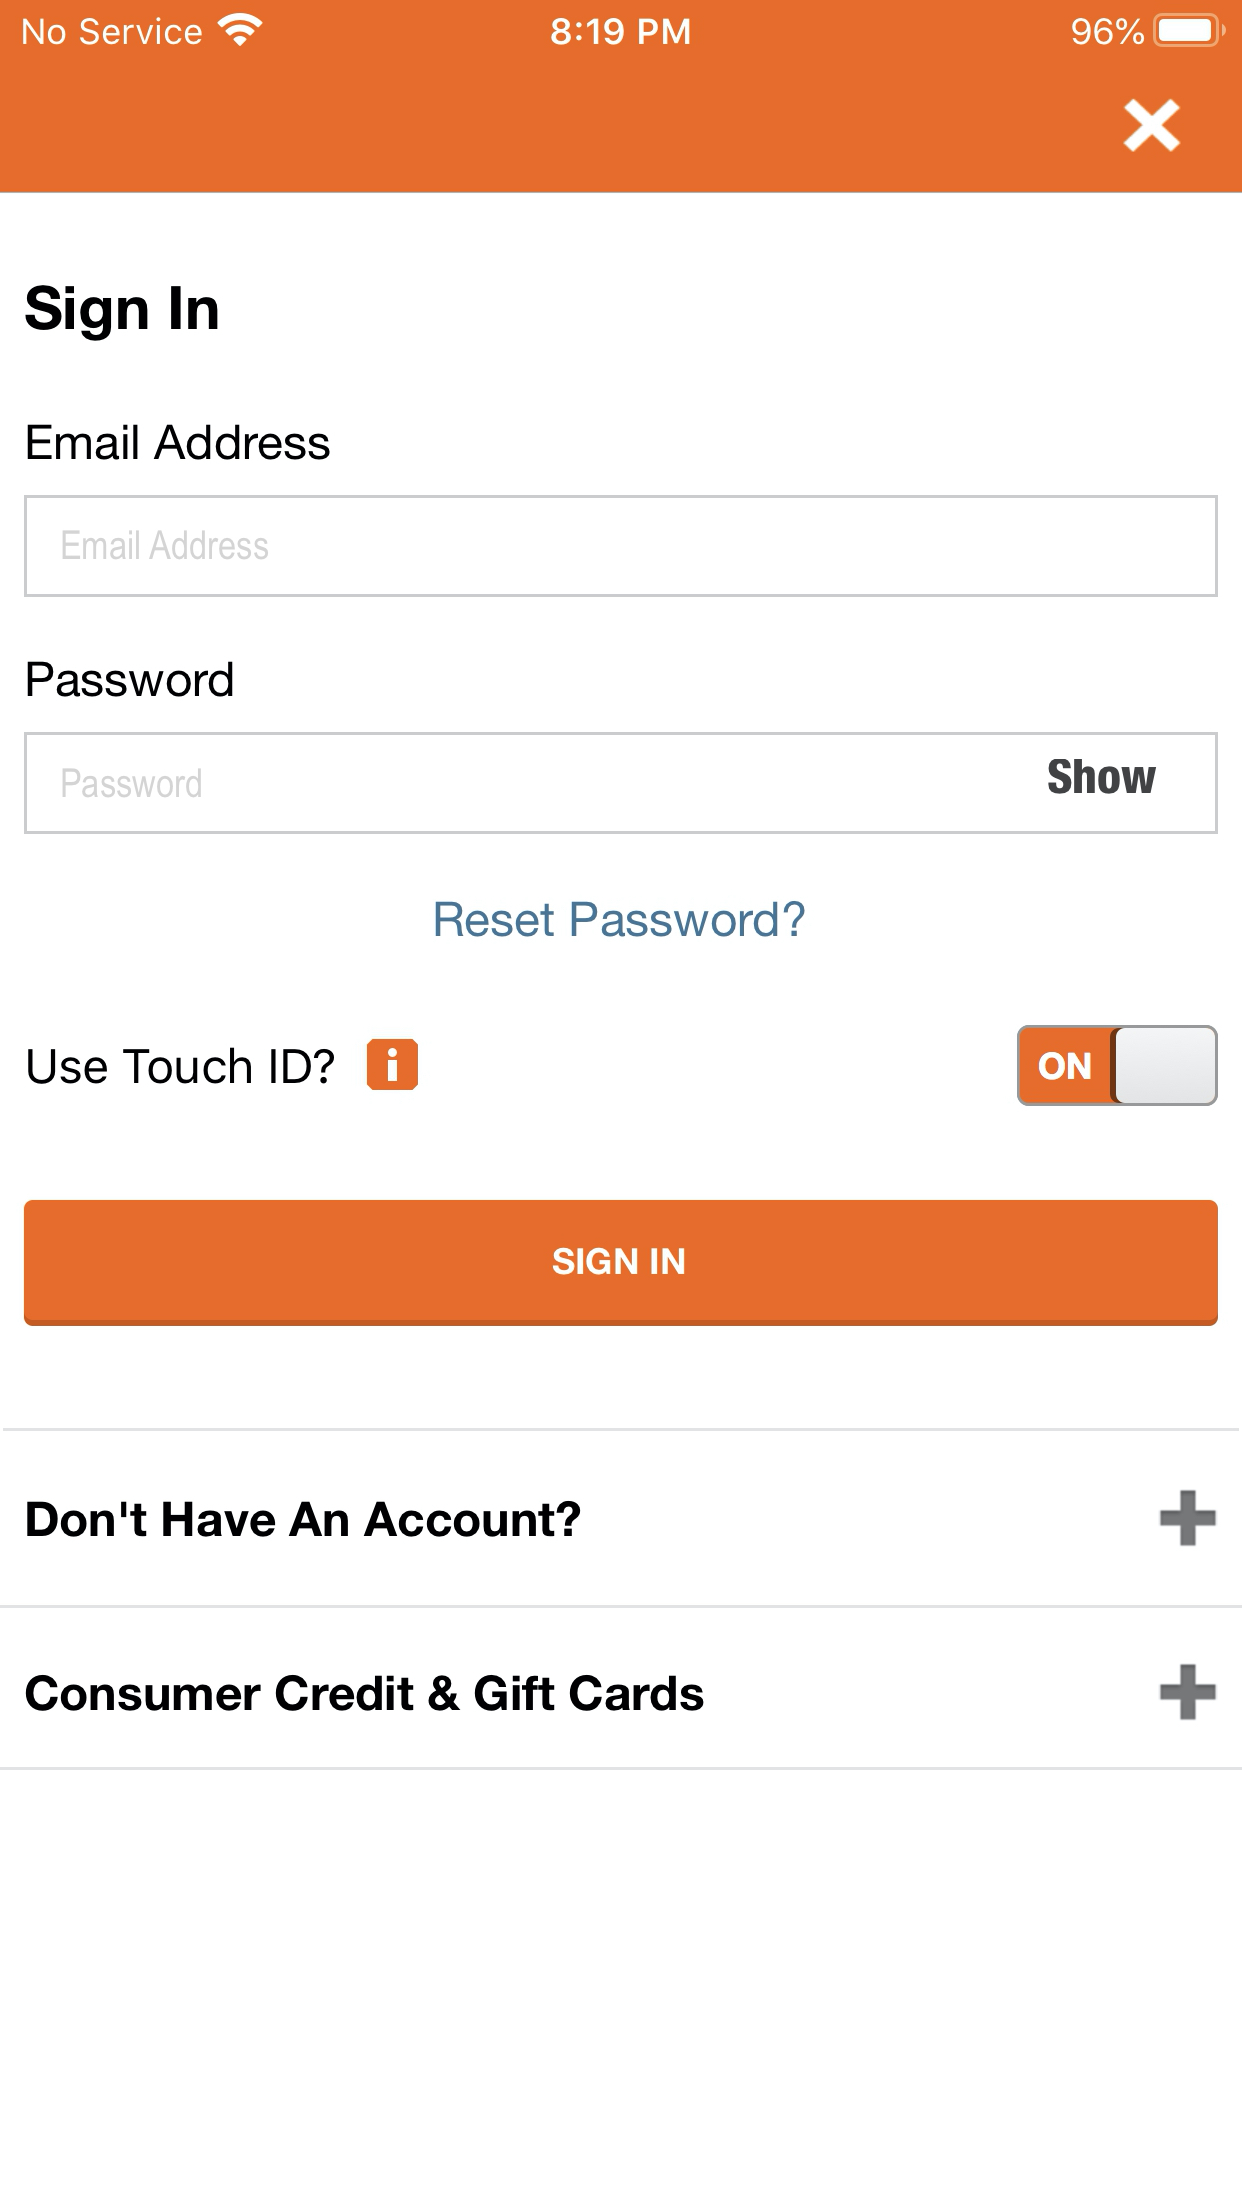 No Service 8:19 PM 96%
Sign In
Email Address
Email Address
Password
Password Show
Reset Password?
Use Touch ID? i ON
SIGN IN
Don't Have An Account?
Consumer Credit & Gift Cards